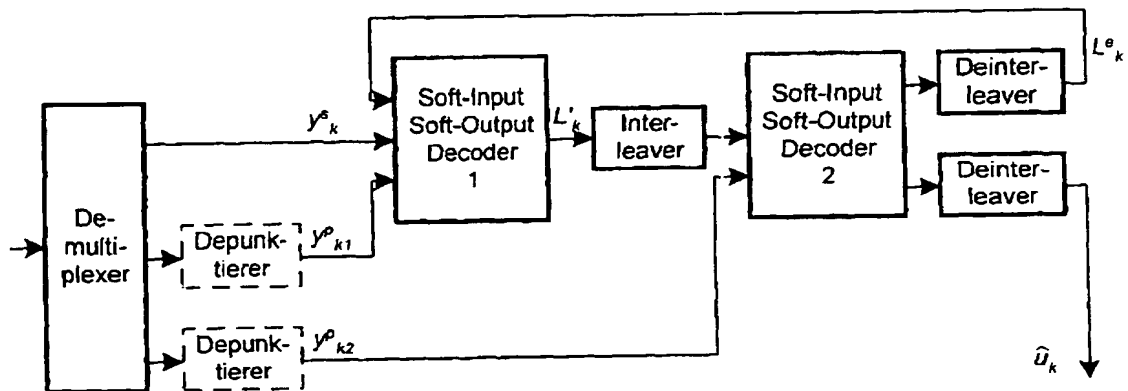 De-
multi-
plexer
y^s_k
Depunk-
tierer
y^p_k1
Depunk-
tierer
y^p_k2
Soft-Input
Soft-Output
Decoder
1
L'_k
Inter-
leaver
Soft-Input
Soft-Output
Decoder
2
Deinter-
leaver
L^e_k
Deinter-
leaver
û_k